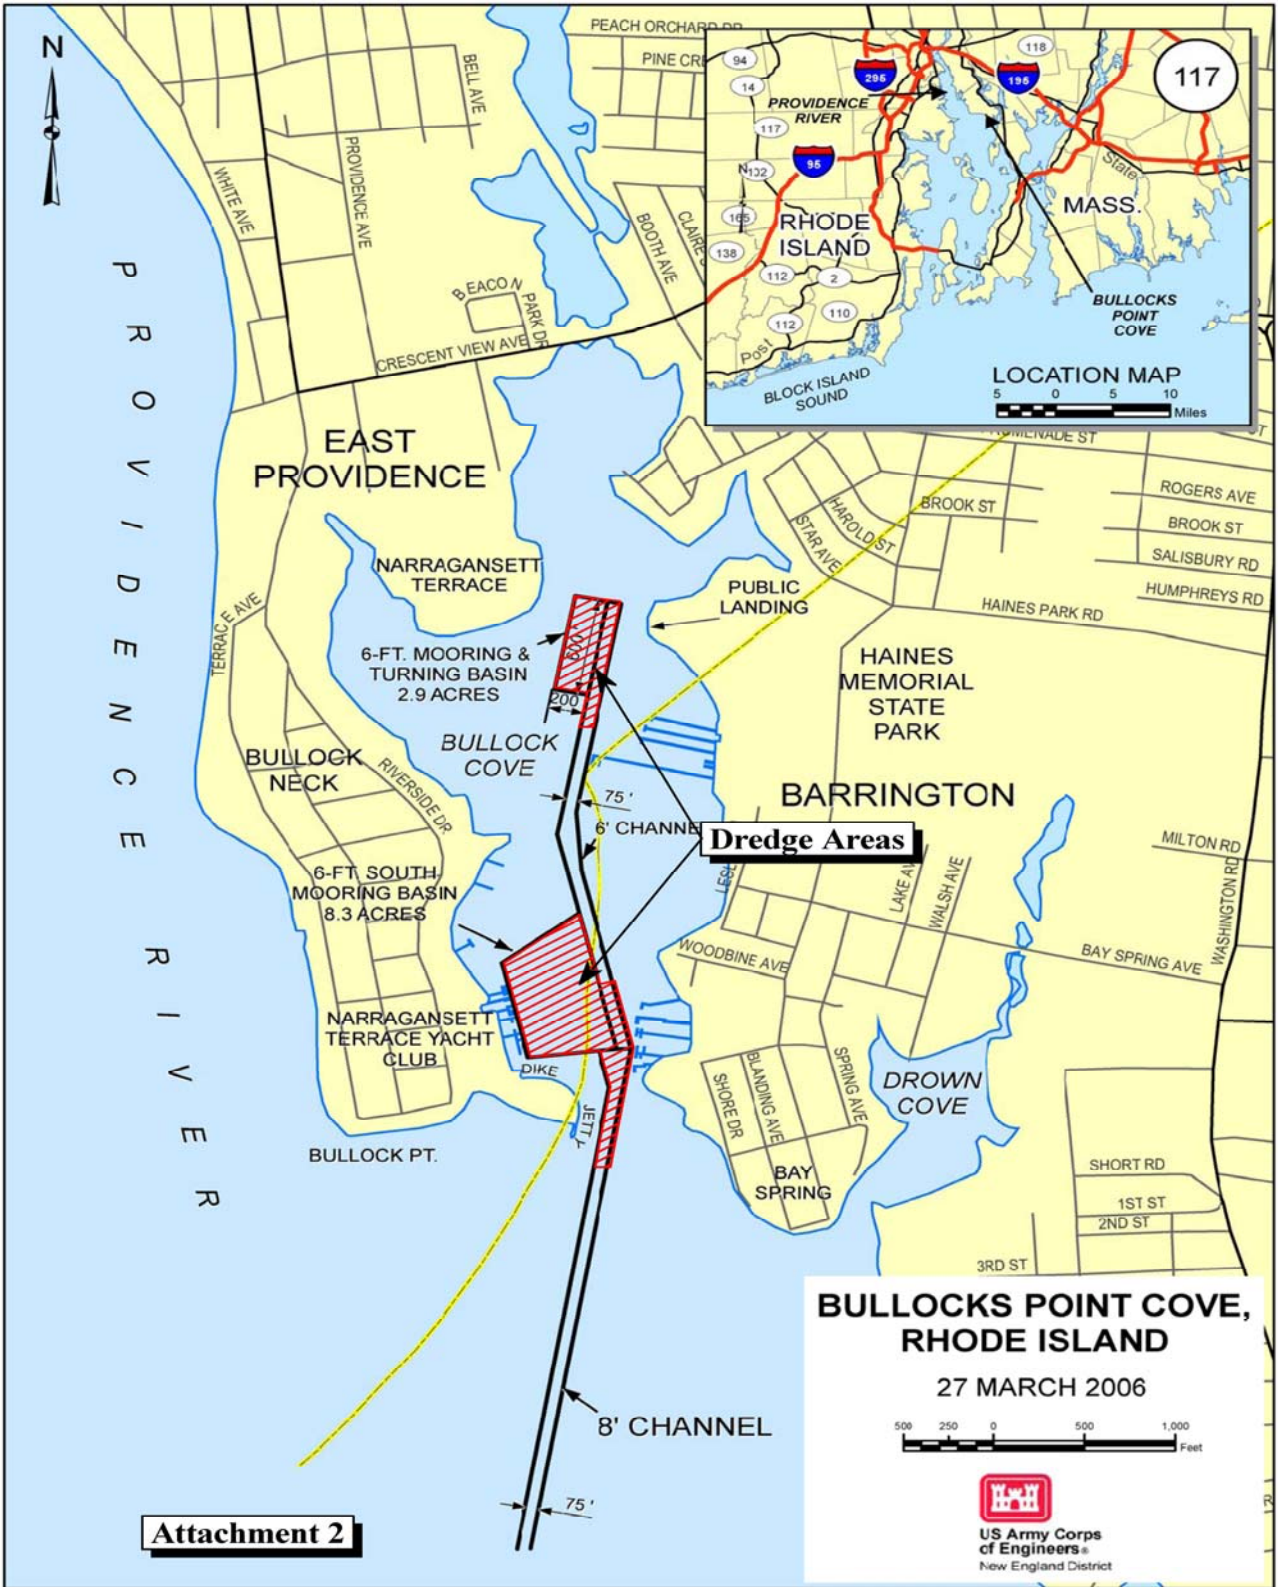 N
PEACH ORCHARD DR
BELL AVE
WHITE AVE
PROVIDENCE AVE
BOOTH AVE
BEACON
PARK DR
CRESCENT VIEW AVE
94
14
117
118
295
195
95
117
PROVIDENCE
RIVER
102
165
138
112
2
110
112
RHODE
ISLAND
MASS.
State
Post
BULLOCKS
POINT
COVE
BLOCK ISLAND
SOUND
LOCATION MAP
5 0 5 10
Miles
PROVIDENCE RIVER
EAST
PROVIDENCE
NARRAGANSETT
TERRACE
TERRACE AVE
ROGERS AVE
BROOK ST
BROOK ST
HAROLD ST
STAR AVE
SALISBURY RD
HUMPHREYS RD
HAINES PARK RD
PUBLIC
LANDING
6-FT. MOORING &
TURNING BASIN
2.9 ACRES
600'
200
HAINES
MEMORIAL
STATE
PARK
BULLOCK
COVE
BULLOCK
NECK
RIVERSIDE DR
75 '
6' CHANNE
BARRINGTON
Dredge Areas
MILTON RD
LAKE AV
WALSH AVE
WASHINGTON RD
6-FT. SOUTH
MOORING BASIN
8.3 ACRES
WOODBINE AVE
BAY SPRING AVE
NARRAGANSETT
TERRACE YACHT
CLUB
DIKE
JETTY
SHORE DR
BLANDING AVE
SPRING AVE
DROWN
COVE
BULLOCK PT.
BAY
SPRING
SHORT RD
1ST ST
2ND ST
3RD ST
8' CHANNEL
75 '
Attachment 2
BULLOCKS POINT COVE,
RHODE ISLAND
27 MARCH 2006
500 250 0 500 1,000
Feet
US Army Corps
of Engineers®
New England District